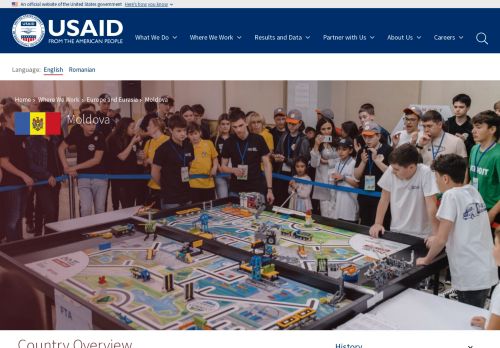 An official website of the United States government Here's how you know
USAID
FROM THE AMERICAN PEOPLE
What We Do
Where We Work
Results and Data
Partner with Us
About Us
Careers
Language: English Romanian
Home › Where We Work › Europe and Eurasia › Moldova
Moldova
FTA
Country Overview
History